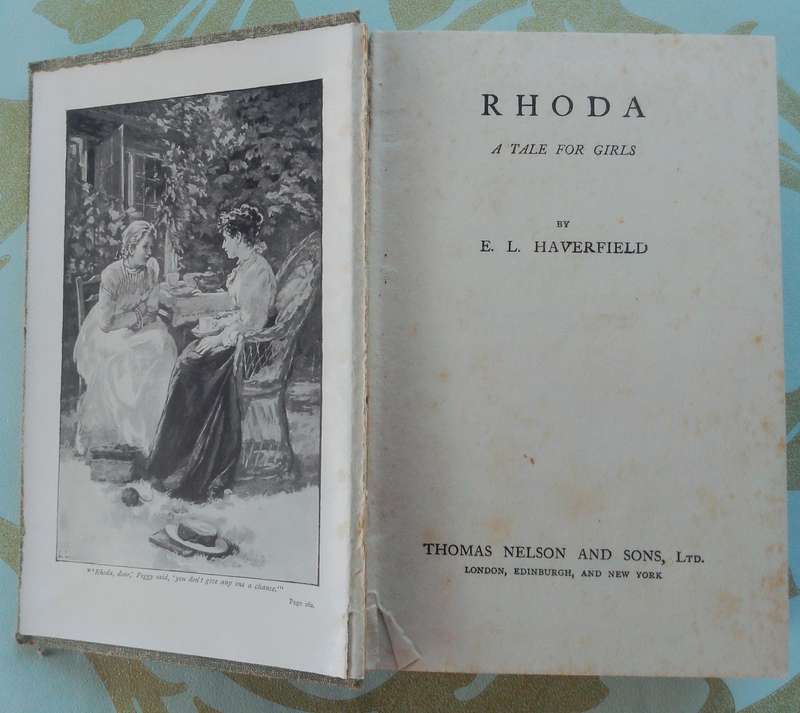 "'Rhoda, dear,' Peggy said, 'you don't give any one a chance.'"
Page
RHODA
A TALE FOR GIRLS
BY
E. L. HAVERFIELD
THOMAS NELSON AND SONS, LTD.
LONDON, EDINBURGH, AND NEW YORK